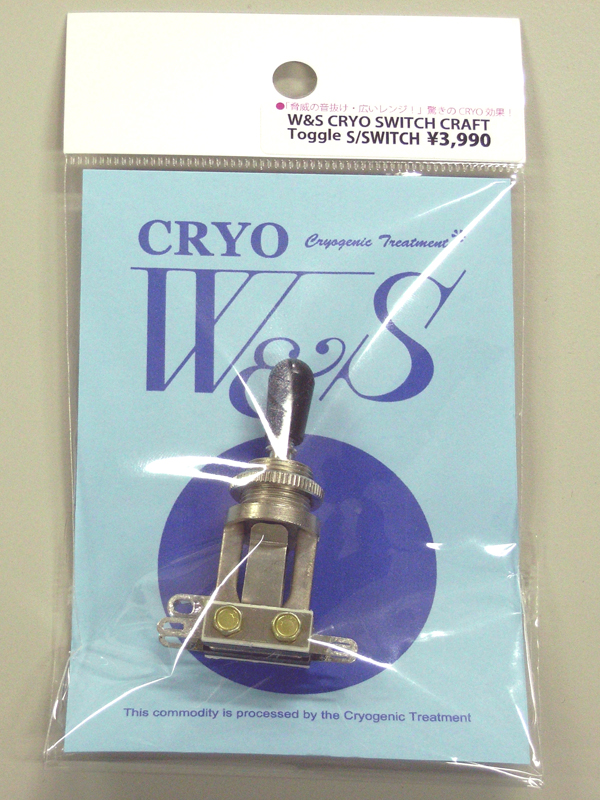 ●「脅威の音抜け・広いレンジ！」驚きのCRYO効果！
W&S CRYO SWITCH CRAFT
Toggle S/SWITCH ¥3,990
CRYO Cryogenic Treatment
W&S
This commodity is processed by the Cryogenic Treatment